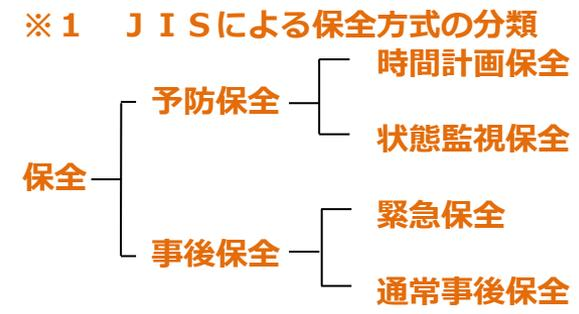 ※１　ＪＩＳによる保全方式の分類
時間計画保全
予防保全
状態監視保全
保全
緊急保全
事後保全
通常事後保全